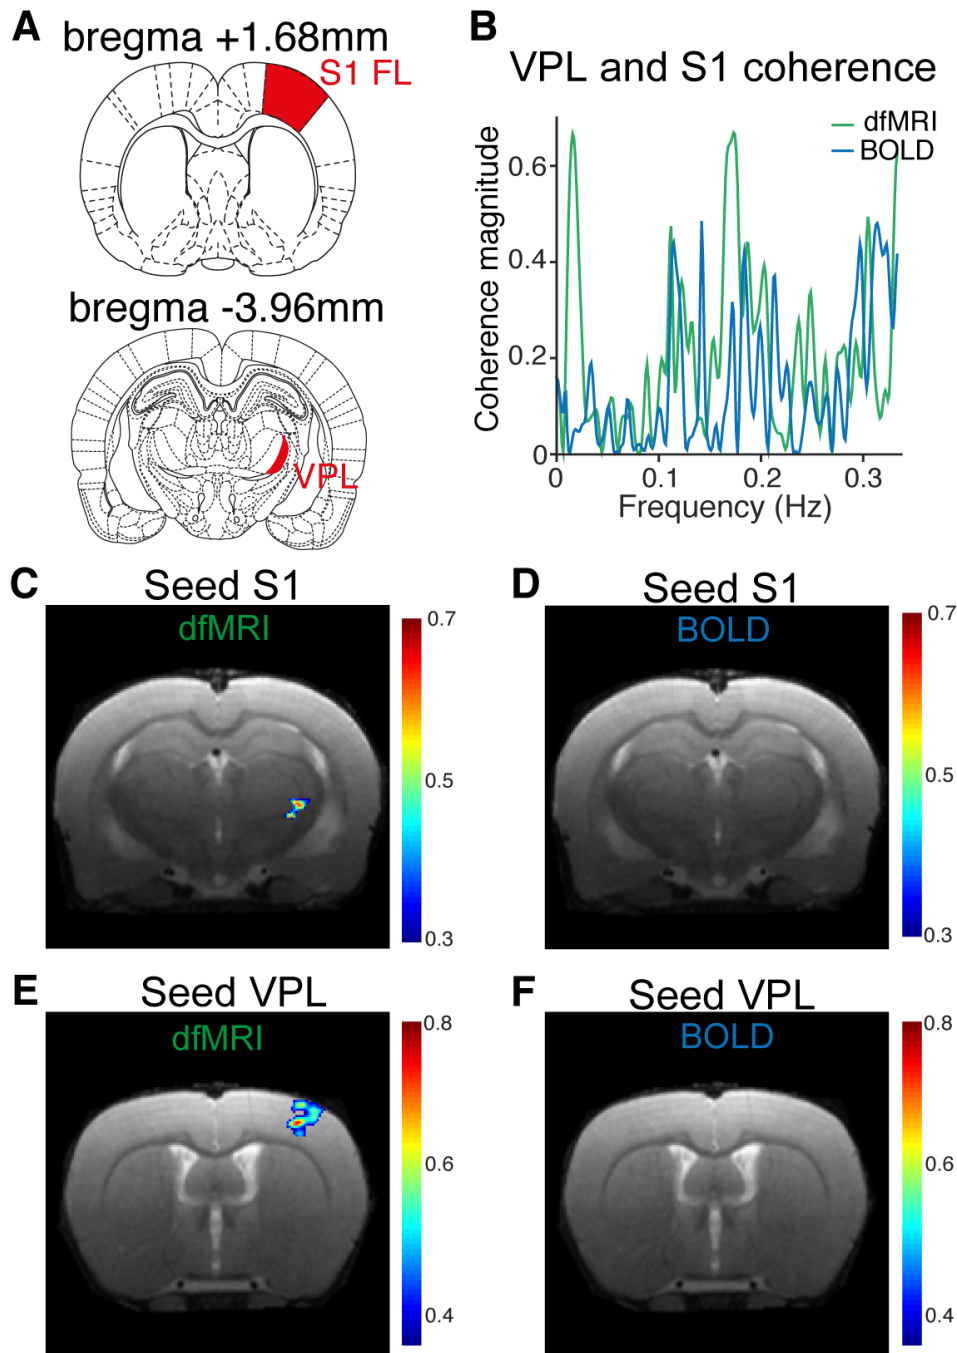 A
bregma +1.68mm
S1 FL
bregma -3.96mm
VPL
B
VPL and S1 coherence
dfMRI
BOLD
Coherence magnitude
0.6
0.4
0.2
0
0
0.1
0.2
0.3
Frequency (Hz)
C
Seed S1
dfMRI
0.7
0.5
0.3
D
Seed S1
BOLD
0.7
0.5
0.3
E
Seed VPL
dfMRI
0.8
0.6
0.4
F
Seed VPL
BOLD
0.8
0.6
0.4